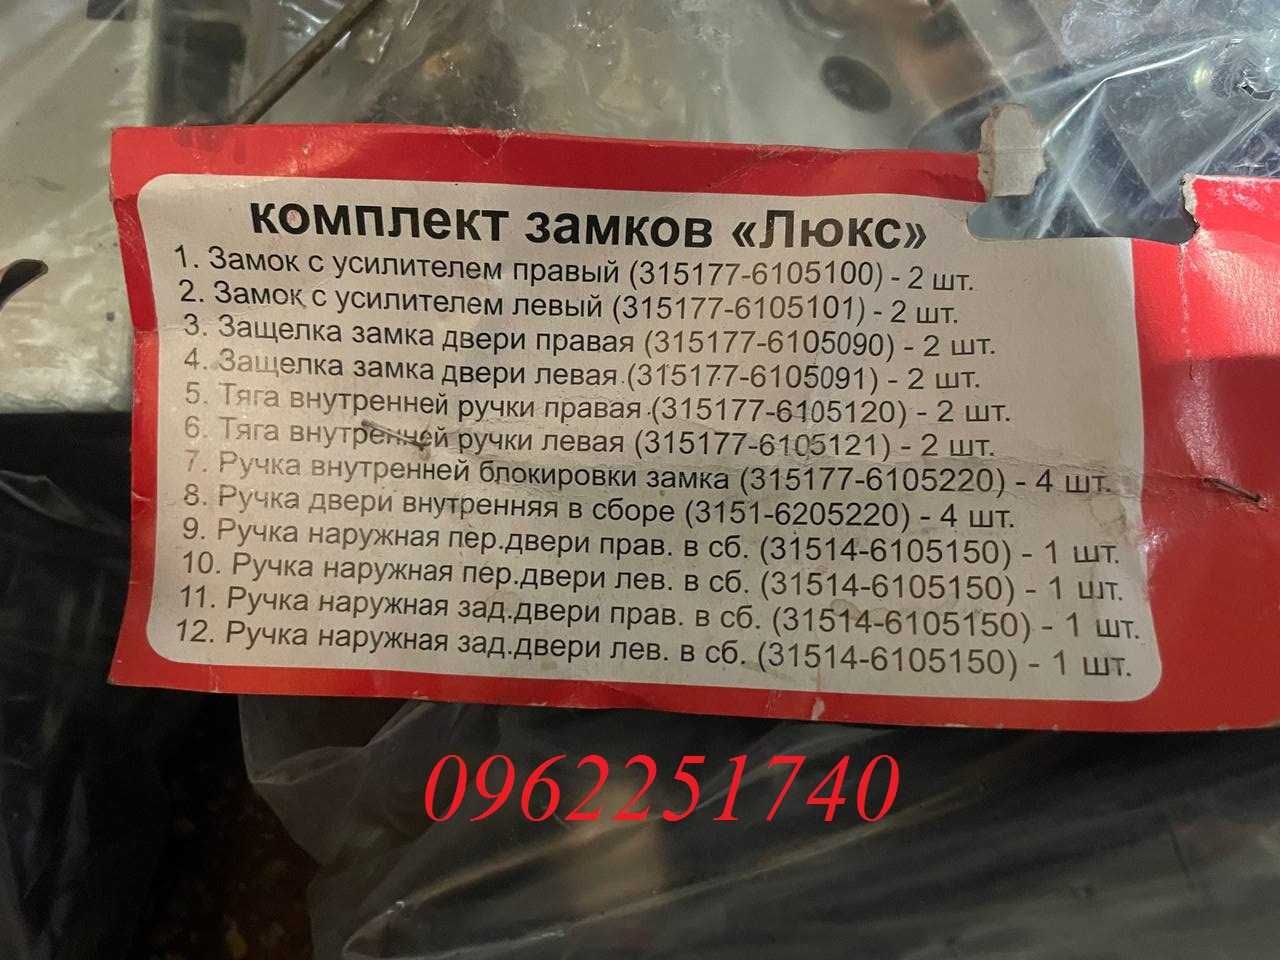 комплект замков «Люкс»
1. Замок с усилителем правый (315177-6105100) - 2 шт.
2. Замок с усилителем левый (315177-6105101) - 2 шт.
3. Защелка замка двери правая (315177-6105090) - 2 шт.
4. Защелка замка двери левая (315177-6105091) - 2 шт.
5. Тяга внутренней ручки правая (315177-6105120) - 2 шт.
6. Тяга внутренней ручки левая (315177-6105121) - 2 шт.
7. Ручка внутренней блокировки замка (315177-6105220) - 4 шт.
8. Ручка двери внутренняя в сборе (3151-6205220) - 4 шт.
9. Ручка наружная пер.двери прав. в сб. (31514-6105150) - 1 шт.
10. Ручка наружная пер.двери лев. в сб. (31514-6105150) - 1 шт.
11. Ручка наружная зад.двери прав. в сб. (31514-6105150) - 1 шт.
12. Ручка наружная зад.двери лев. в сб. (31514-6105150) - 1 шт.
0962251740